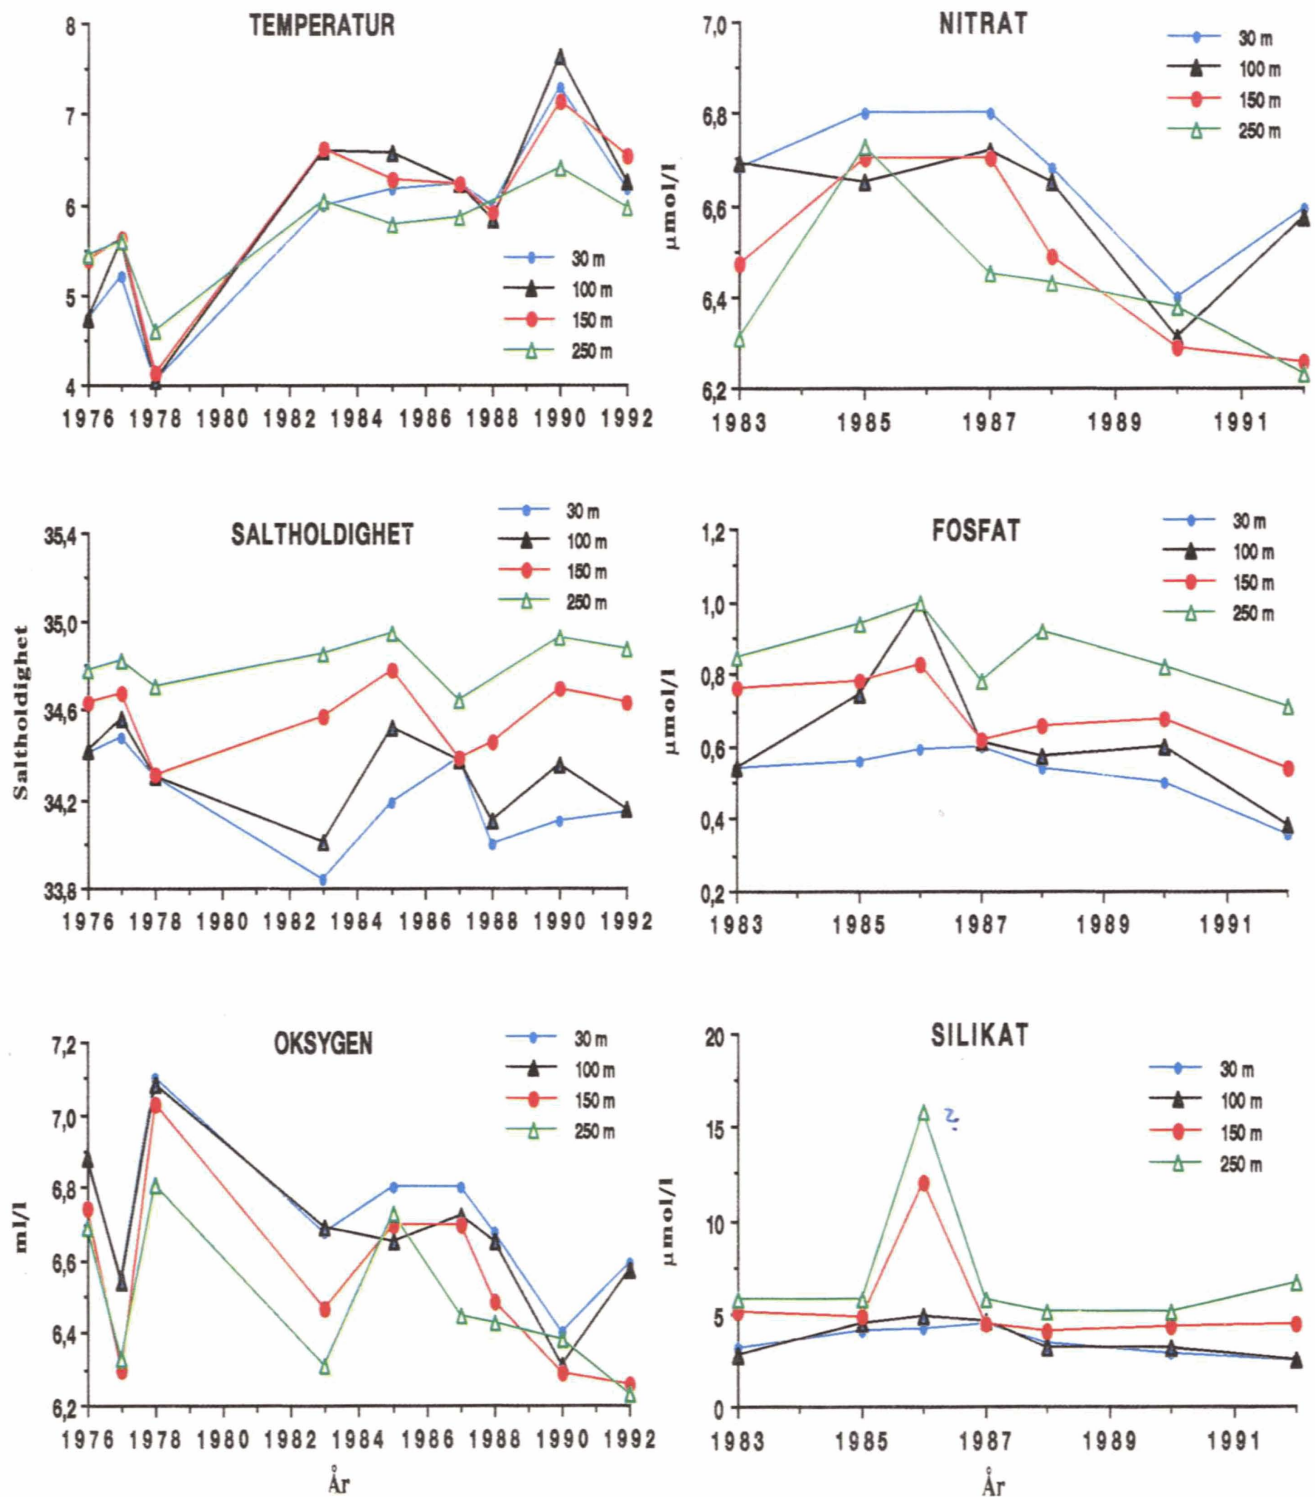 TEMPERATUR
30 m
100 m
150 m
250 m
8
7
6
5
4
1976 1978 1980 1982 1984 1986 1988 1990 1992
NITRAT
30 m
100 m
150 m
250 m
µmol/l
7,0
6,8
6,6
6,4
6,2
1983 1985 1987 1989 1991
SALTHOLDIGHET
30 m
100 m
150 m
250 m
Saltholdighet
35,4
35,0
34,6
34,2
33,8
1976 1978 1980 1982 1984 1986 1988 1990 1992
FOSFAT
30 m
100 m
150 m
250 m
µmol/l
1,2
1,0
0,8
0,6
0,4
0,2
1983 1985 1987 1989 1991
OKSYGEN
30 m
100 m
150 m
250 m
ml/l
7,2
7,0
6,8
6,6
6,4
6,2
1976 1978 1980 1982 1984 1986 1988 1990 1992
År
SILIKAT
30 m
100 m
150 m
250 m
?
µmol/l
20
15
10
5
0
1983 1985 1987 1989 1991
År